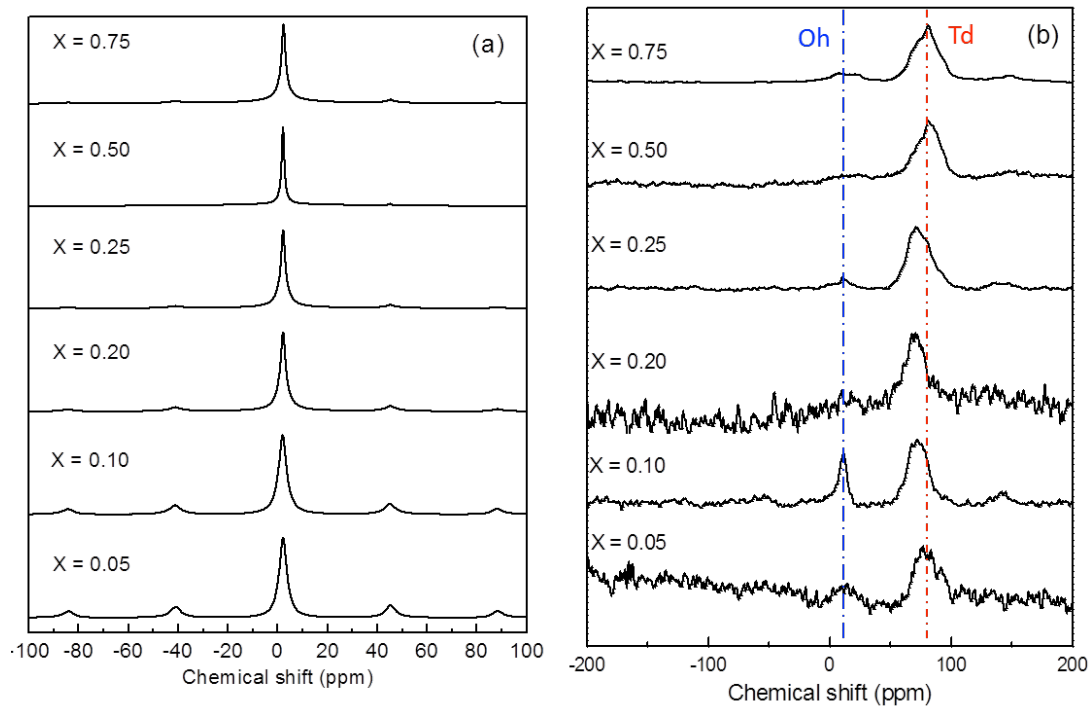 (a)
X = 0.75
X = 0.50
X = 0.25
X = 0.20
X = 0.10
X = 0.05
-100 -80 -60 -40 -20 0 20 40 60 80 100
Chemical shift (ppm)
(b)
Oh Td
X = 0.75
X = 0.50
X = 0.25
X = 0.20
X = 0.10
X = 0.05
-200 -100 0 100 200
Chemical shift (ppm)